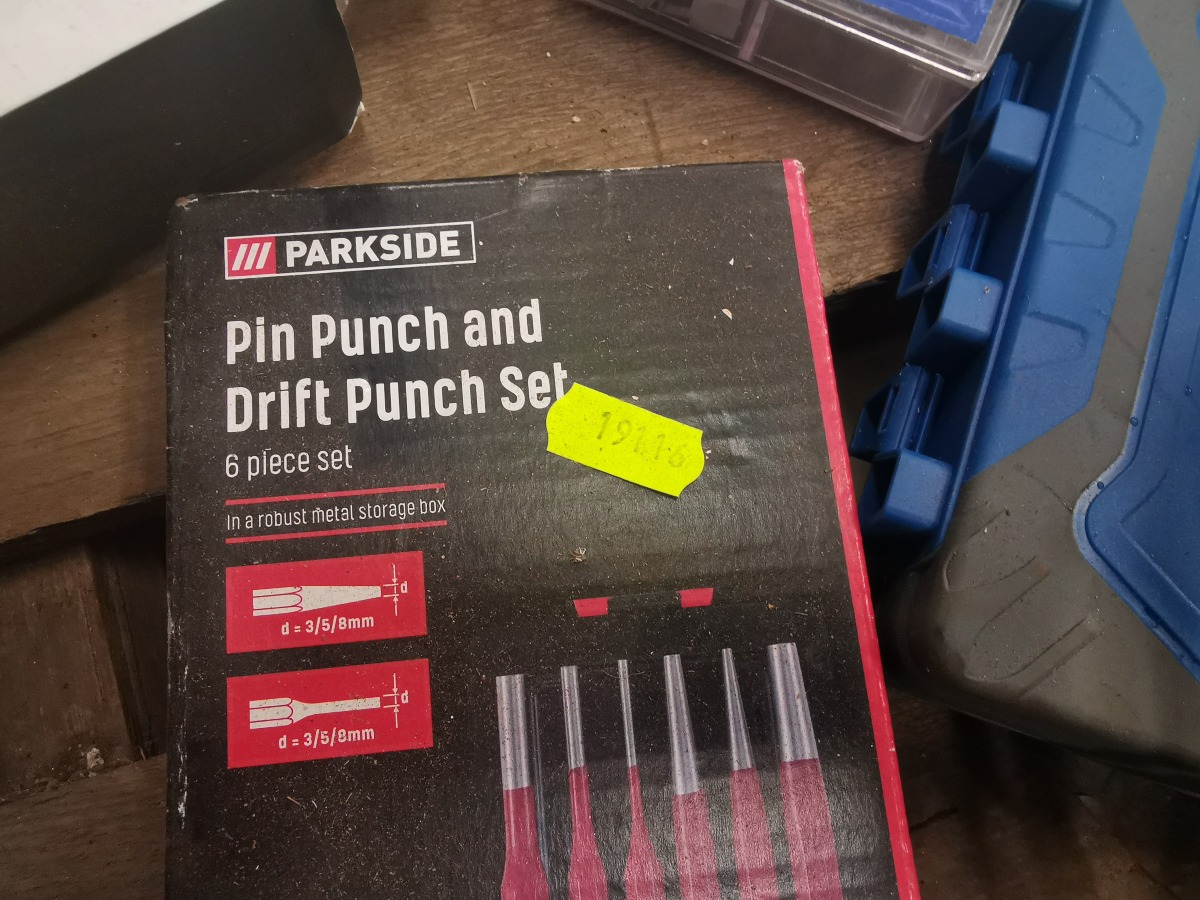 PARKSIDE
Pin Punch and
Drift Punch Set
19116
6 piece set
In a robust metal storage box
d
d = 3/5/8mm
d
d = 3/5/8mm